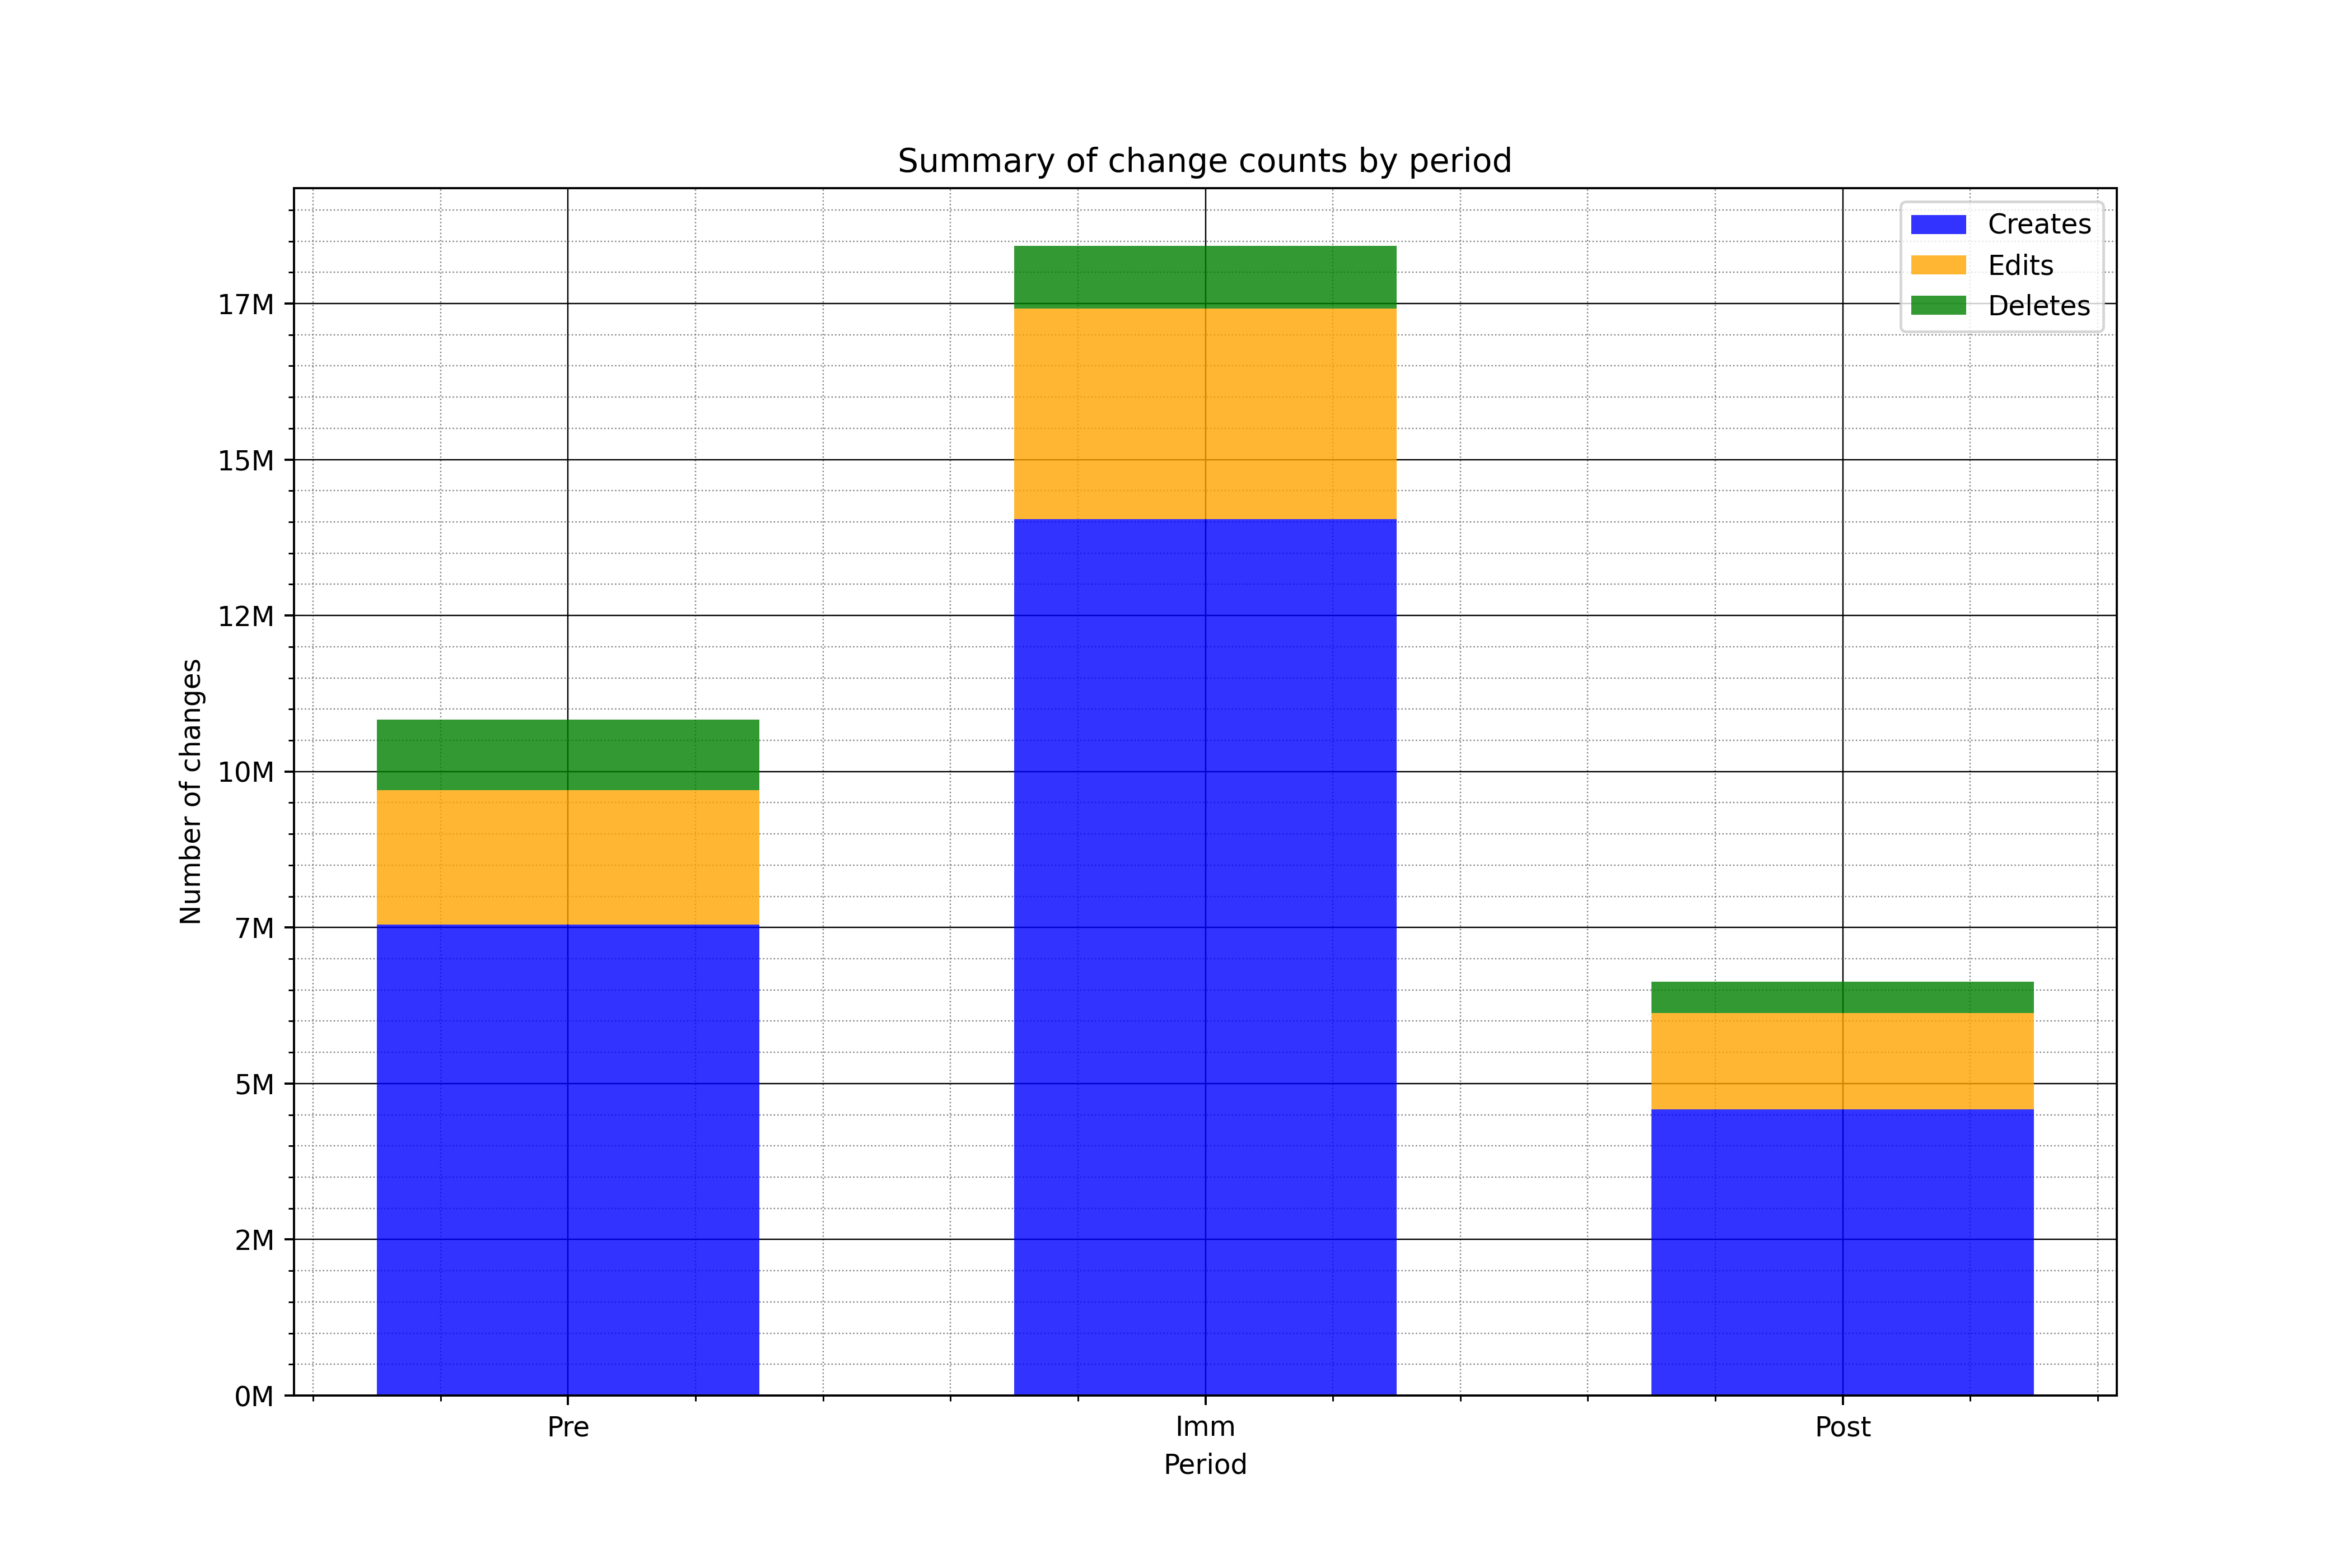 Summary of change counts by period
Creates
Edits
Deletes
17M
15M
12M
10M
7M
5M
2M
0M
Number of changes
Pre
Imm
Post
Period